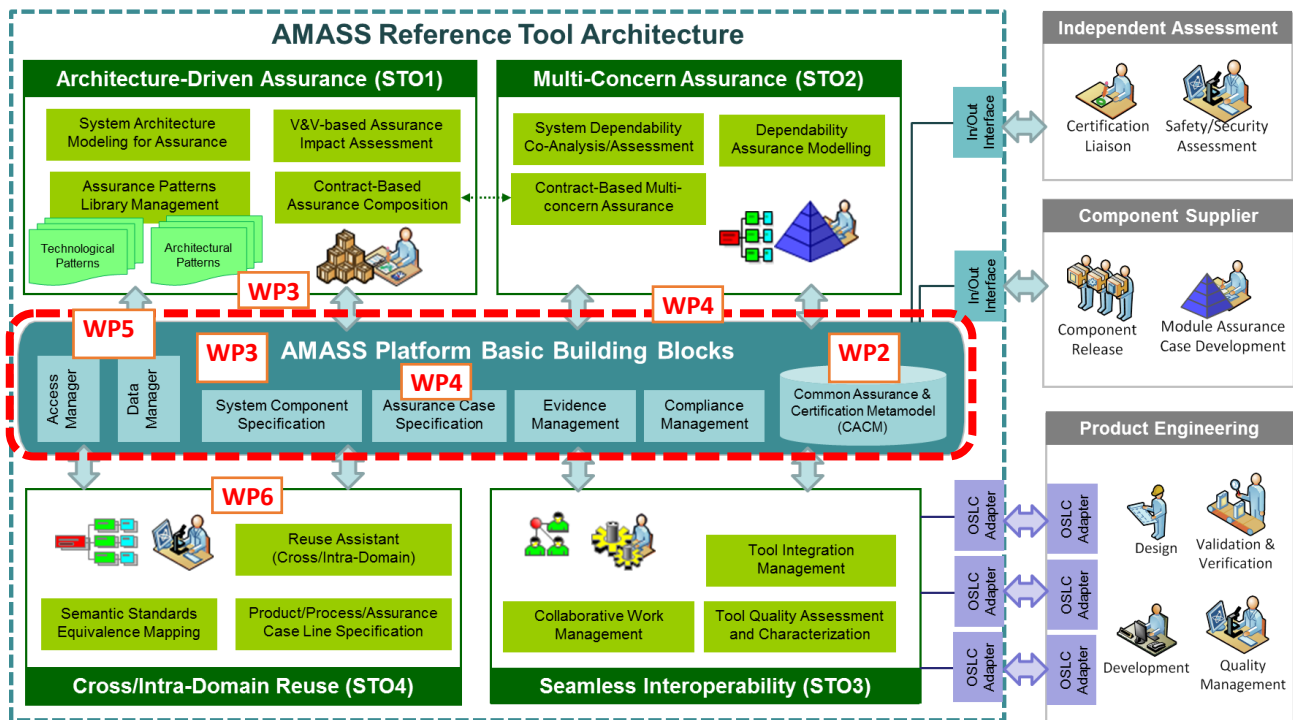 AMASS Reference Tool Architecture
Architecture-Driven Assurance (STO1)
System Architecture
Modeling for Assurance
V&V-based Assurance
Impact Assessment
Assurance Patterns
Library Management
Contract-Based
Assurance Composition
Technological
Patterns
Architectural
Patterns
WP3
Multi-Concern Assurance (STO2)
System Dependability
Co-Analysis/Assessment
Dependability
Assurance Modelling
Contract-Based Multi-
concern Assurance
WP4
In/Out
Interface
In/Out
Interface
Independent Assessment
Certification
Liaison
Safety/Security
Assessment
Component Supplier
Component
Release
Module Assurance
Case Development
WP5
WP3
AMASS Platform Basic Building Blocks
WP4
WP2
Access
Manager
Data
Manager
System Component
Specification
Assurance Case
Specification
Evidence
Management
Compliance
Management
Common Assurance &
Certification Metamodel
(CACM)
WP6
Reuse Assistant
(Cross/Intra-Domain)
Semantic Standards
Equivalence Mapping
Product/Process/Assurance
Case Line Specification
Cross/Intra-Domain Reuse (STO4)
Tool Integration
Management
Collaborative Work
Management
Tool Quality Assessment
and Characterization
Seamless Interoperability (STO3)
OSLC
Adapter
OSLC
Adapter
OSLC
Adapter
OSLC
Adapter
OSLC
Adapter
OSLC
Adapter
Product Engineering
Design
Validation &
Verification
Development
Quality
Management